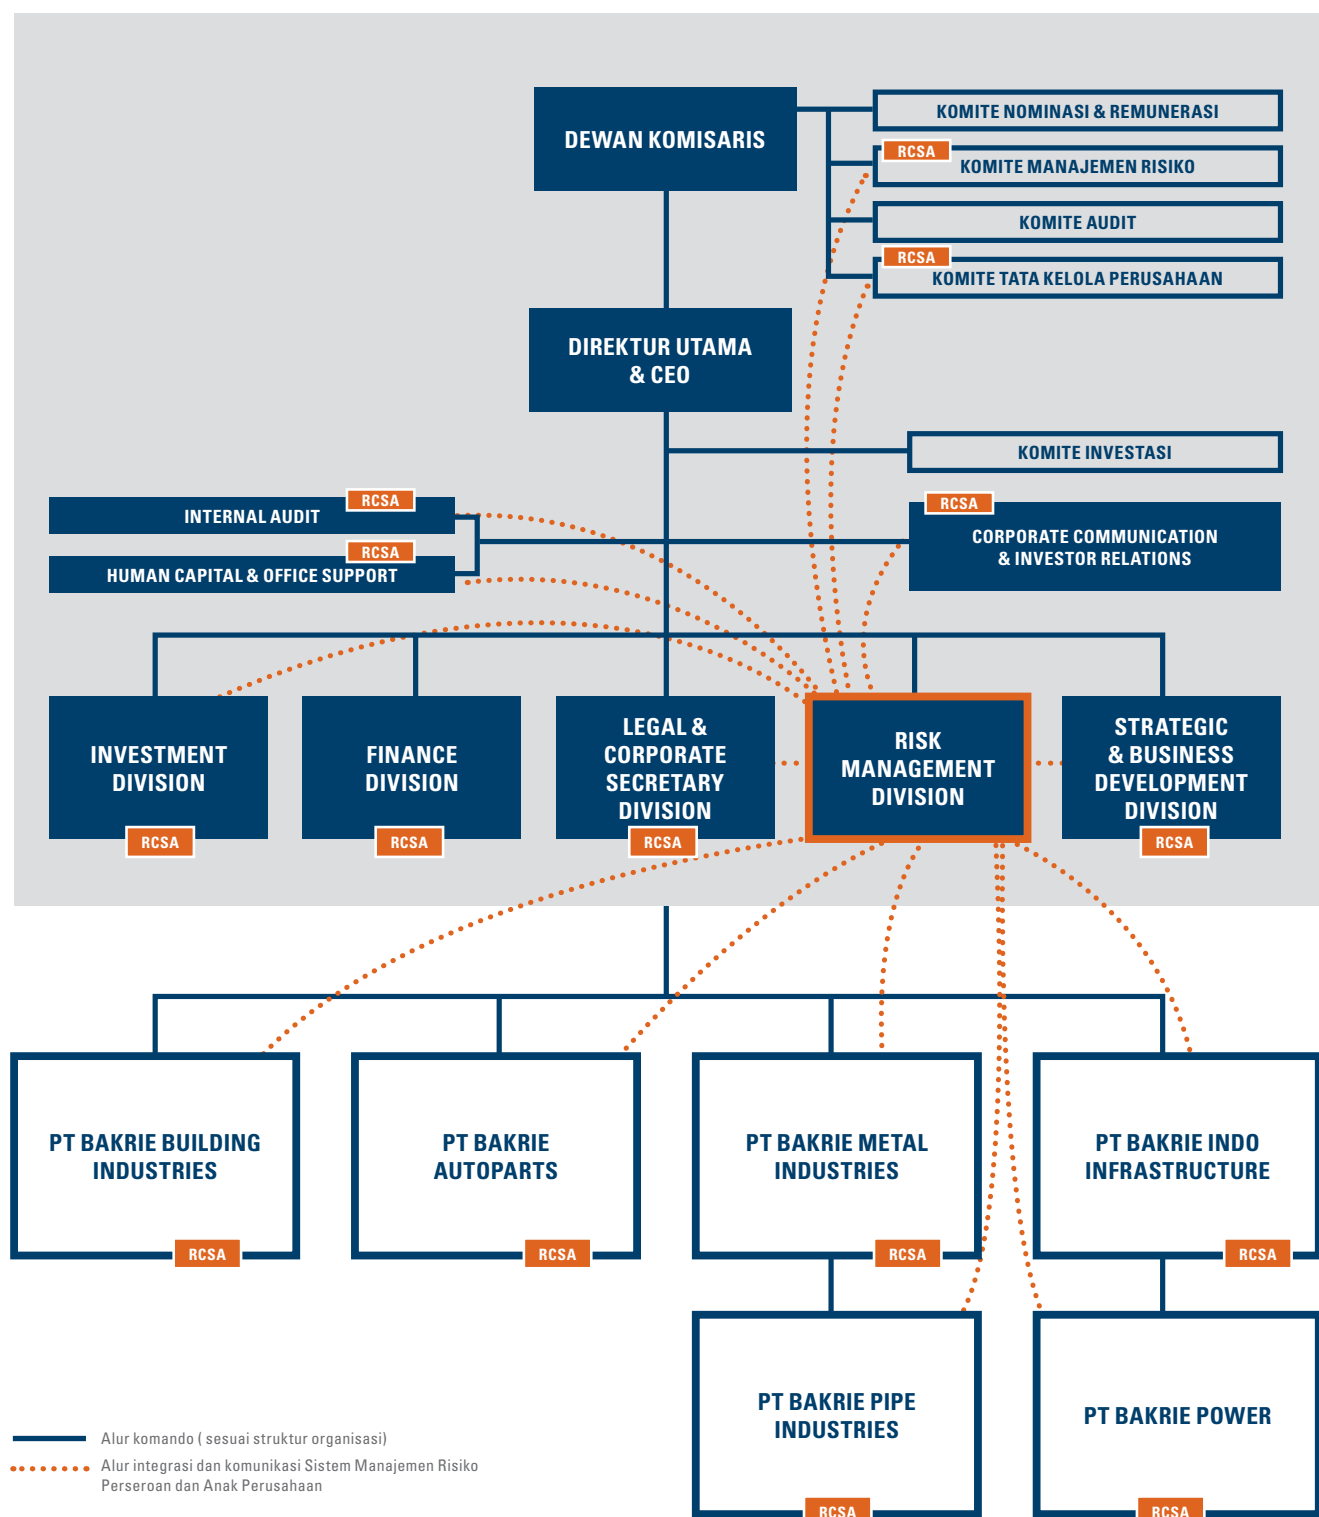 DEWAN KOMISARIS
KOMITE NOMINASI & REMUNERASI
RCSA
KOMITE MANAJEMEN RISIKO
KOMITE AUDIT
RCSA
KOMITE TATA KELOLA PERUSAHAAN
DIREKTUR UTAMA
& CEO
KOMITE INVESTASI
RCSA
INTERNAL AUDIT
RCSA
HUMAN CAPITAL & OFFICE SUPPORT
RCSA
CORPORATE COMMUNICATION
& INVESTOR RELATIONS
INVESTMENT
DIVISION
RCSA
FINANCE
DIVISION
RCSA
LEGAL &
CORPORATE
SECRETARY
DIVISION
RCSA
RISK
MANAGEMENT
DIVISION
STRATEGIC
& BUSINESS
DEVELOPMENT
DIVISION
RCSA
PT BAKRIE BUILDING
INDUSTRIES
RCSA
PT BAKRIE
AUTOPARTS
RCSA
PT BAKRIE METAL
INDUSTRIES
RCSA
PT BAKRIE INDO
INFRASTRUCTURE
RCSA
PT BAKRIE PIPE
INDUSTRIES
RCSA
PT BAKRIE POWER
RCSA
Alur komando ( sesuai struktur organisasi)
Alur integrasi dan komunikasi Sistem Manajemen Risiko
Perseroan dan Anak Perusahaan